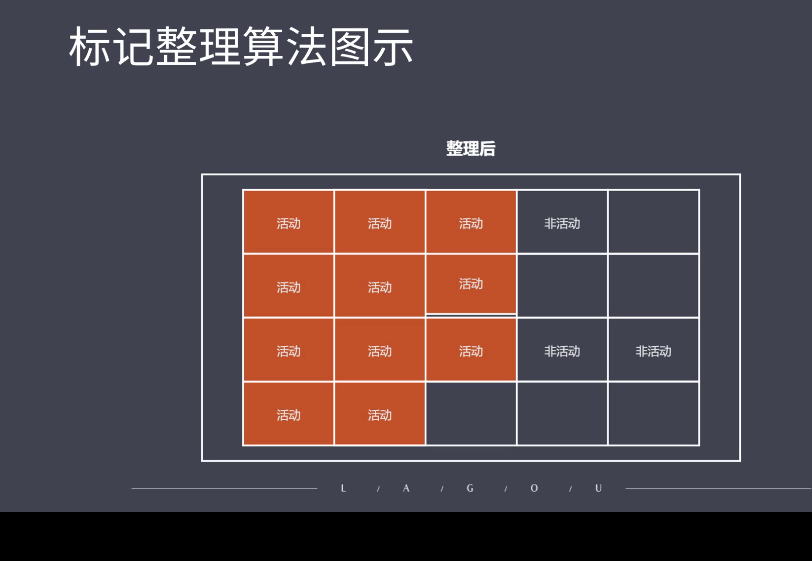 标记整理算法图示
整理后
活动 活动 活动 非活动
活动 活动 活动
活动 活动 活动 非活动 非活动
活动 活动
L / A / G / O / U